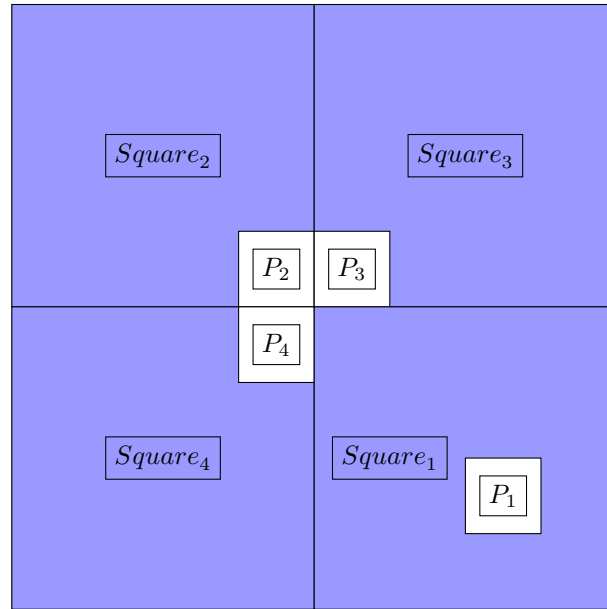 Square₂
Square₃
P₂
P₃
P₄
Square₄
Square₁
P₁